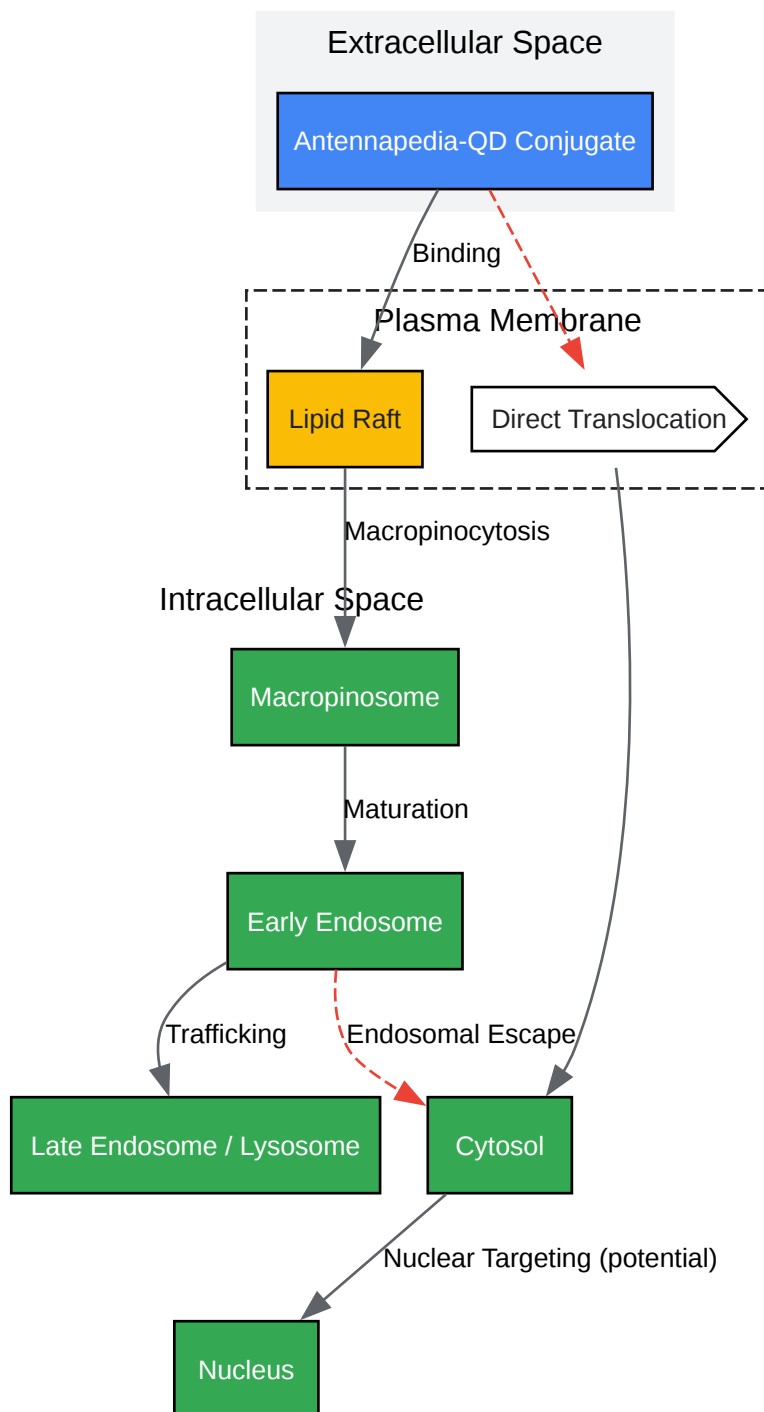 Extracellular Space
Antennapedia-QD Conjugate
Binding
Plasma Membrane
Lipid Raft
Direct Translocation
Macropinocytosis
Intracellular Space
Macropinosome
Maturation
Early Endosome
Trafficking
Endosomal Escape
Late Endosome / Lysosome
Cytosol
Nuclear Targeting (potential)
Nucleus